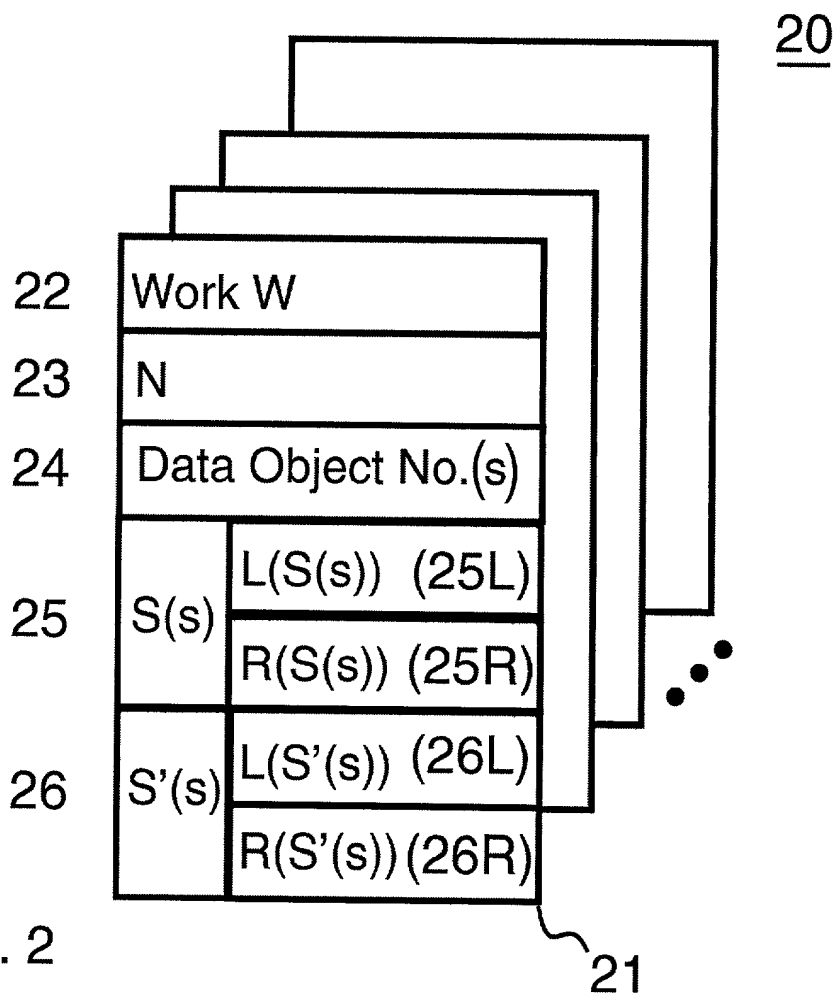 20
22 Work W
23 N
24 Data Object No.(s)
L(S(s)) (25L)
25 S(s)
R(S(s)) (25R)
L(S'(s)) (26L)
26 S'(s)
R(S'(s)) (26R)
. 2
21